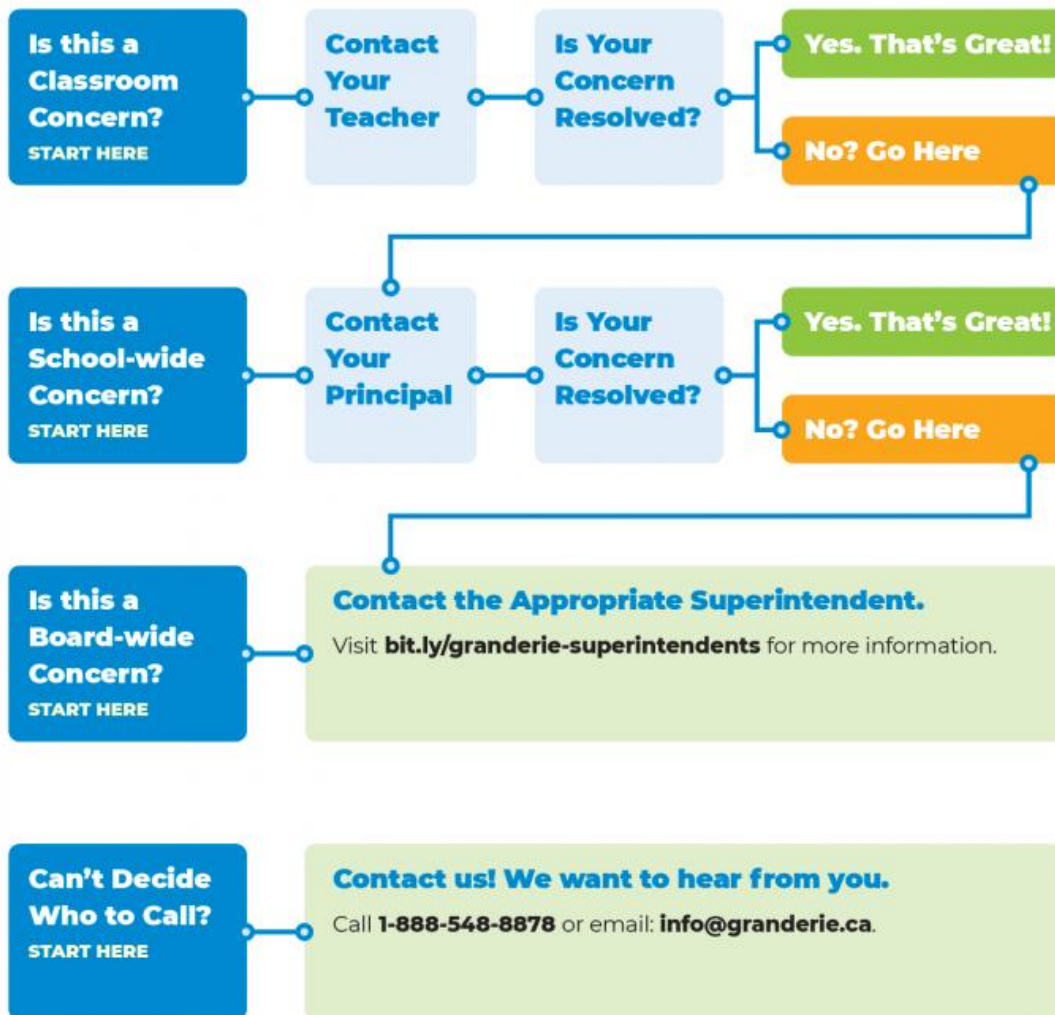 Is this a
Classroom
Concern?
START HERE
Contact
Your
Teacher
Is Your
Concern
Resolved?
Yes. That's Great!
No? Go Here
Is this a
School-wide
Concern?
START HERE
Contact
Your
Principal
Is Your
Concern
Resolved?
Yes. That's Great!
No? Go Here
Is this a
Board-wide
Concern?
START HERE
Contact the Appropriate Superintendent.
Visit bit.ly/granderie-superintendents for more information.
Can't Decide
Who to Call?
START HERE
Contact us! We want to hear from you.
Call 1-888-548-8878 or email: info@granderie.ca.